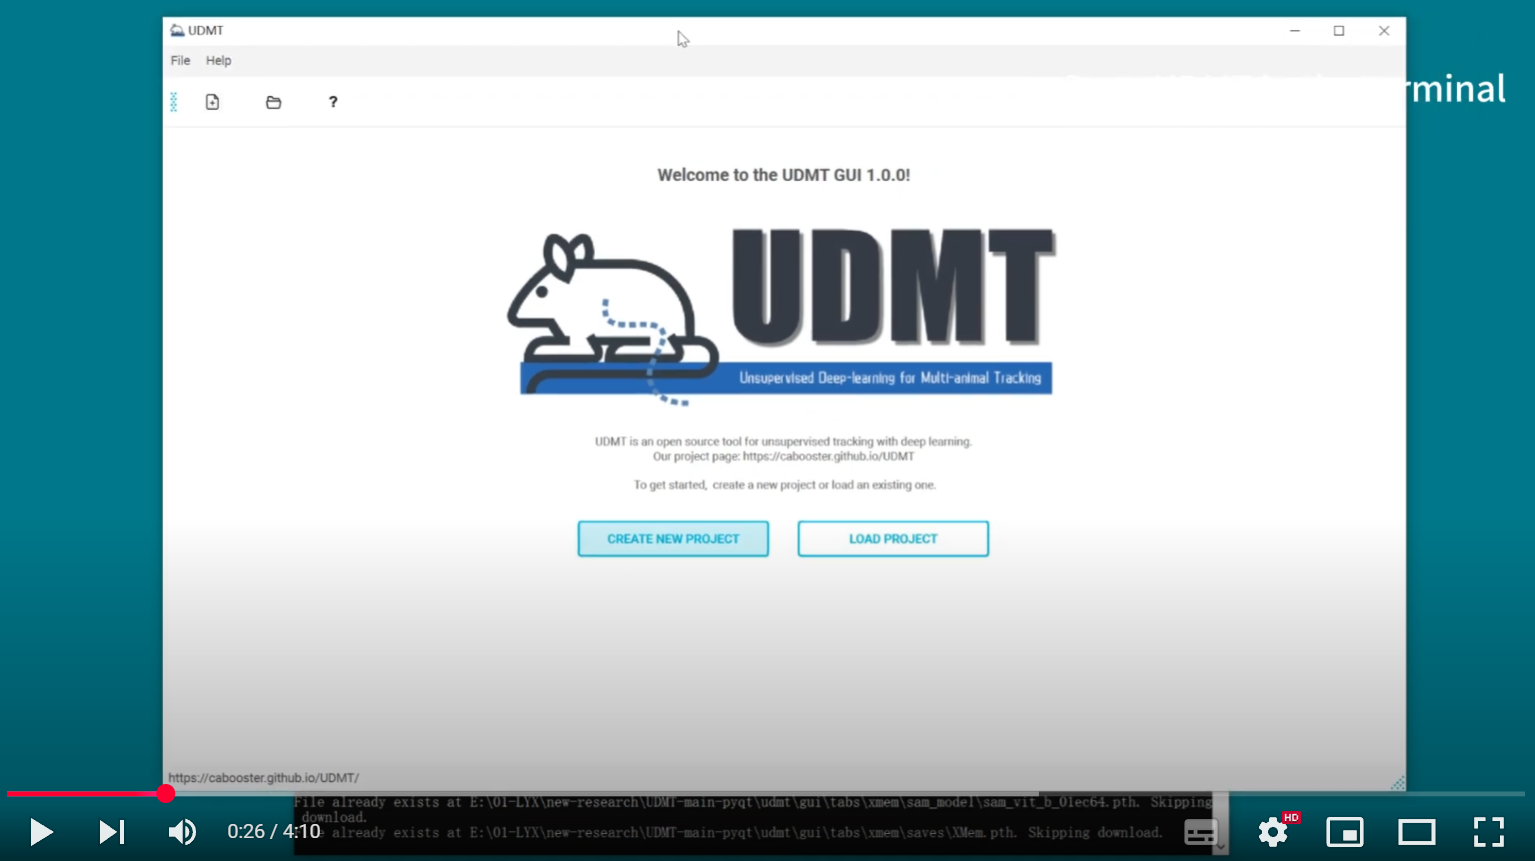 UDMT
File Help
?
rminal
Welcome to the UDMT GUI 1.0.0!
UDMT
Unsupervised Deep-learning for Multi-animal Tracking
UDMT is an open source tool for unsupervised tracking with deep learning.
Our project page: https://cabooster.github.io/UDMT
To get started, create a new project or load an existing one.
CREATE NEW PROJECT LOAD PROJECT
https://cabooster.github.io/UDMT/
File already exists at E:\01-LYX\new-research\UDMT-main-pyqt\udmt\gui\tabs\xmem\sam_model\sam_vit_b_01ec64.pth. Skipping
download.
e already exists at E:\01-LYX\new-research\UDMT-main-pyqt\udmt\gui\tabs\xmem\saves\XMem.pth. Skipping download.
0:26 / 4:10
HD